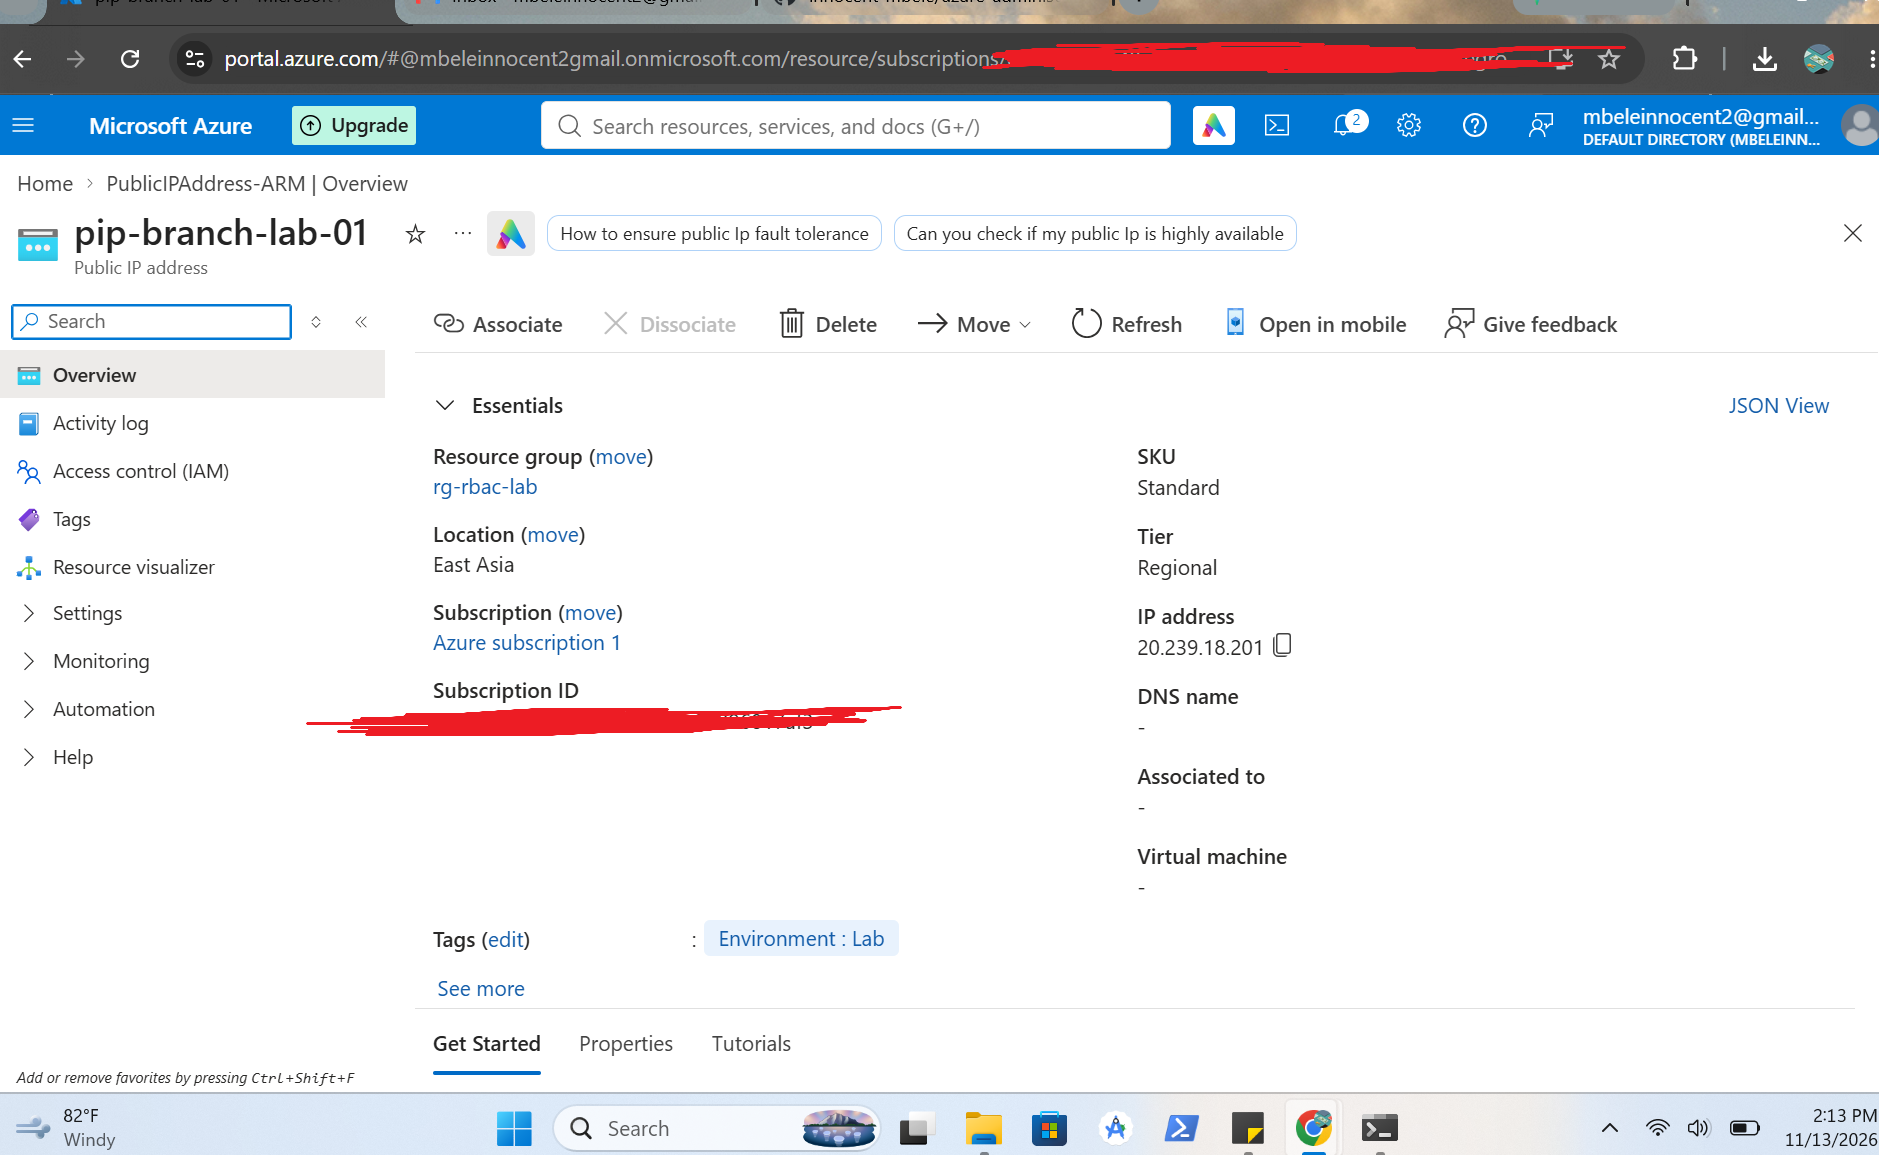 portal.azure.com/#@mbeleinnocent2gmail.onmicrosoft.com/resource/subscriptions/
Microsoft Azure
Upgrade
Search resources, services, and docs (G+/)
2
mbeleinnocent2@gmail...
DEFAULT DIRECTORY (MBELEINN...
Home > PublicIPAddress-ARM | Overview
pip-branch-lab-01
Public IP address
How to ensure public Ip fault tolerance
Can you check if my public Ip is highly available
Search
Associate
Dissociate
Delete
Move
Refresh
Open in mobile
Give feedback
Overview
Activity log
Access control (IAM)
Tags
Resource visualizer
Settings
Monitoring
Automation
Help
Add or remove favorites by pressing Ctrl+Shift+F
Essentials
JSON View
Resource group (move)
rg-rbac-lab
Location (move)
East Asia
Subscription (move)
Azure subscription 1
Subscription ID
SKU
Standard
Tier
Regional
IP address
20.239.18.201
DNS name
-
Associated to
-
Virtual machine
-
Tags (edit) : Environment : Lab
See more
Get Started
Properties
Tutorials
82°F
Windy
Search
2:13 PM
11/13/2026